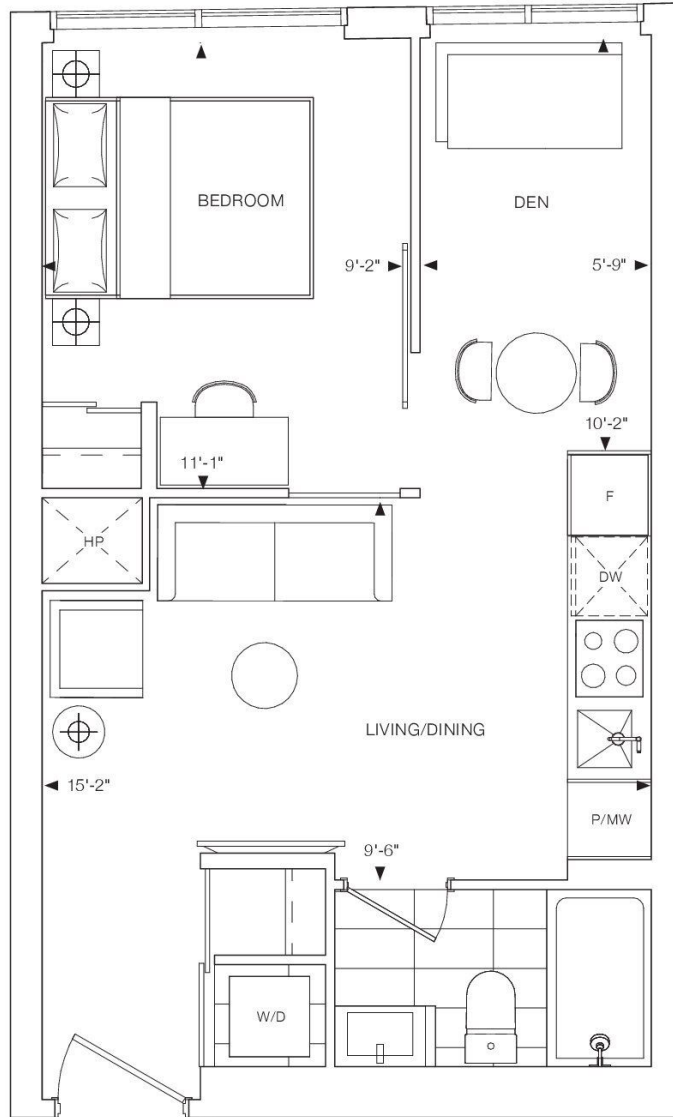 BEDROOM
DEN
9'-2"
5'-9"
10'-2"
11'-1"
F
HP
DW
LIVING/DINING
15'-2"
P/MW
9'-6"
W/D